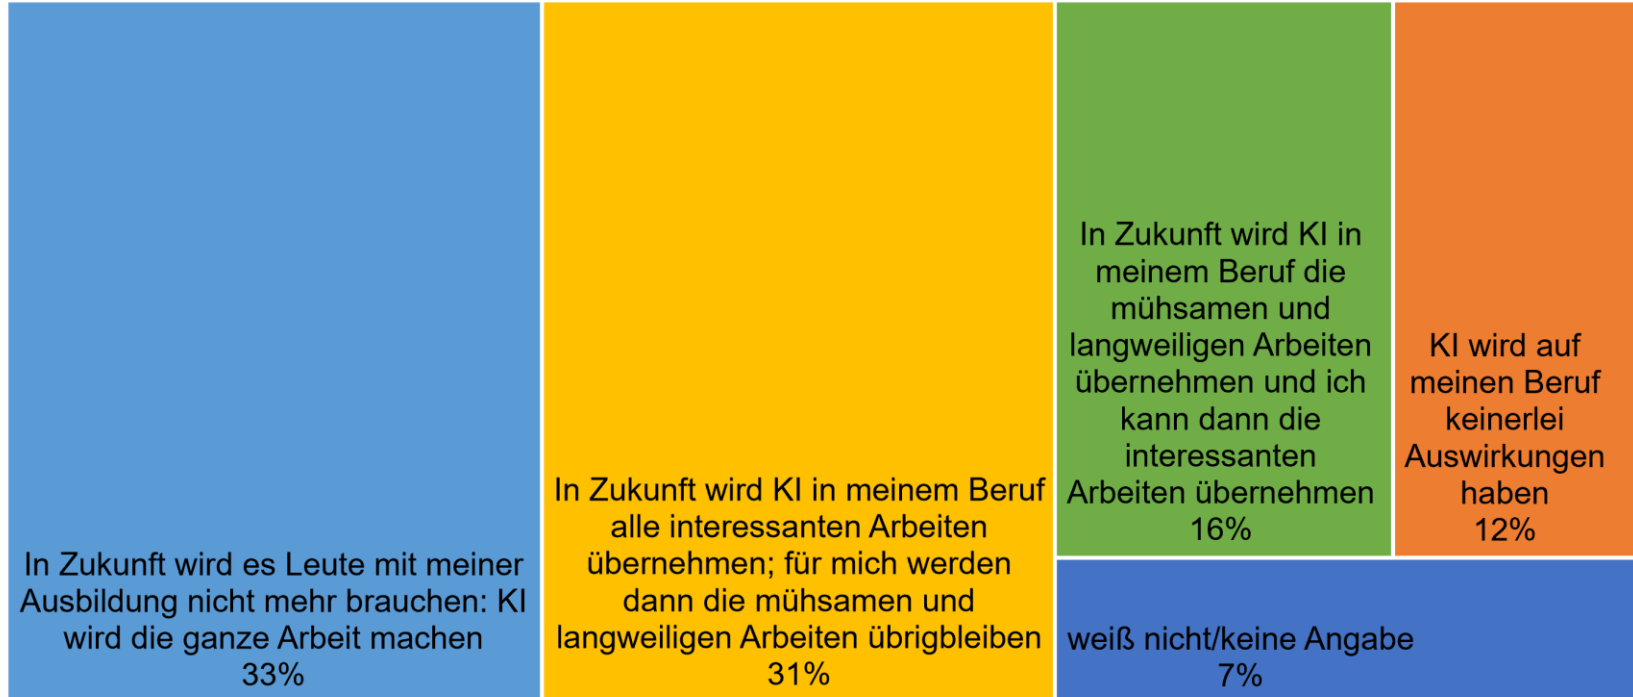 In Zukunft wird es Leute mit meiner
Ausbildung nicht mehr brauchen: KI
wird die ganze Arbeit machen
33%
In Zukunft wird KI in meinem Beruf
alle interessanten Arbeiten
übernehmen; für mich werden
dann die mühsamen und
langweiligen Arbeiten übrigbleiben
31%
In Zukunft wird KI in
meinem Beruf die
mühsamen und
langweiligen Arbeiten
übernehmen und ich
kann dann die
interessanten
Arbeiten übernehmen
16%
KI wird auf
meinen Beruf
keinerlei
Auswirkungen
haben
12%
weiß nicht/keine Angabe
7%